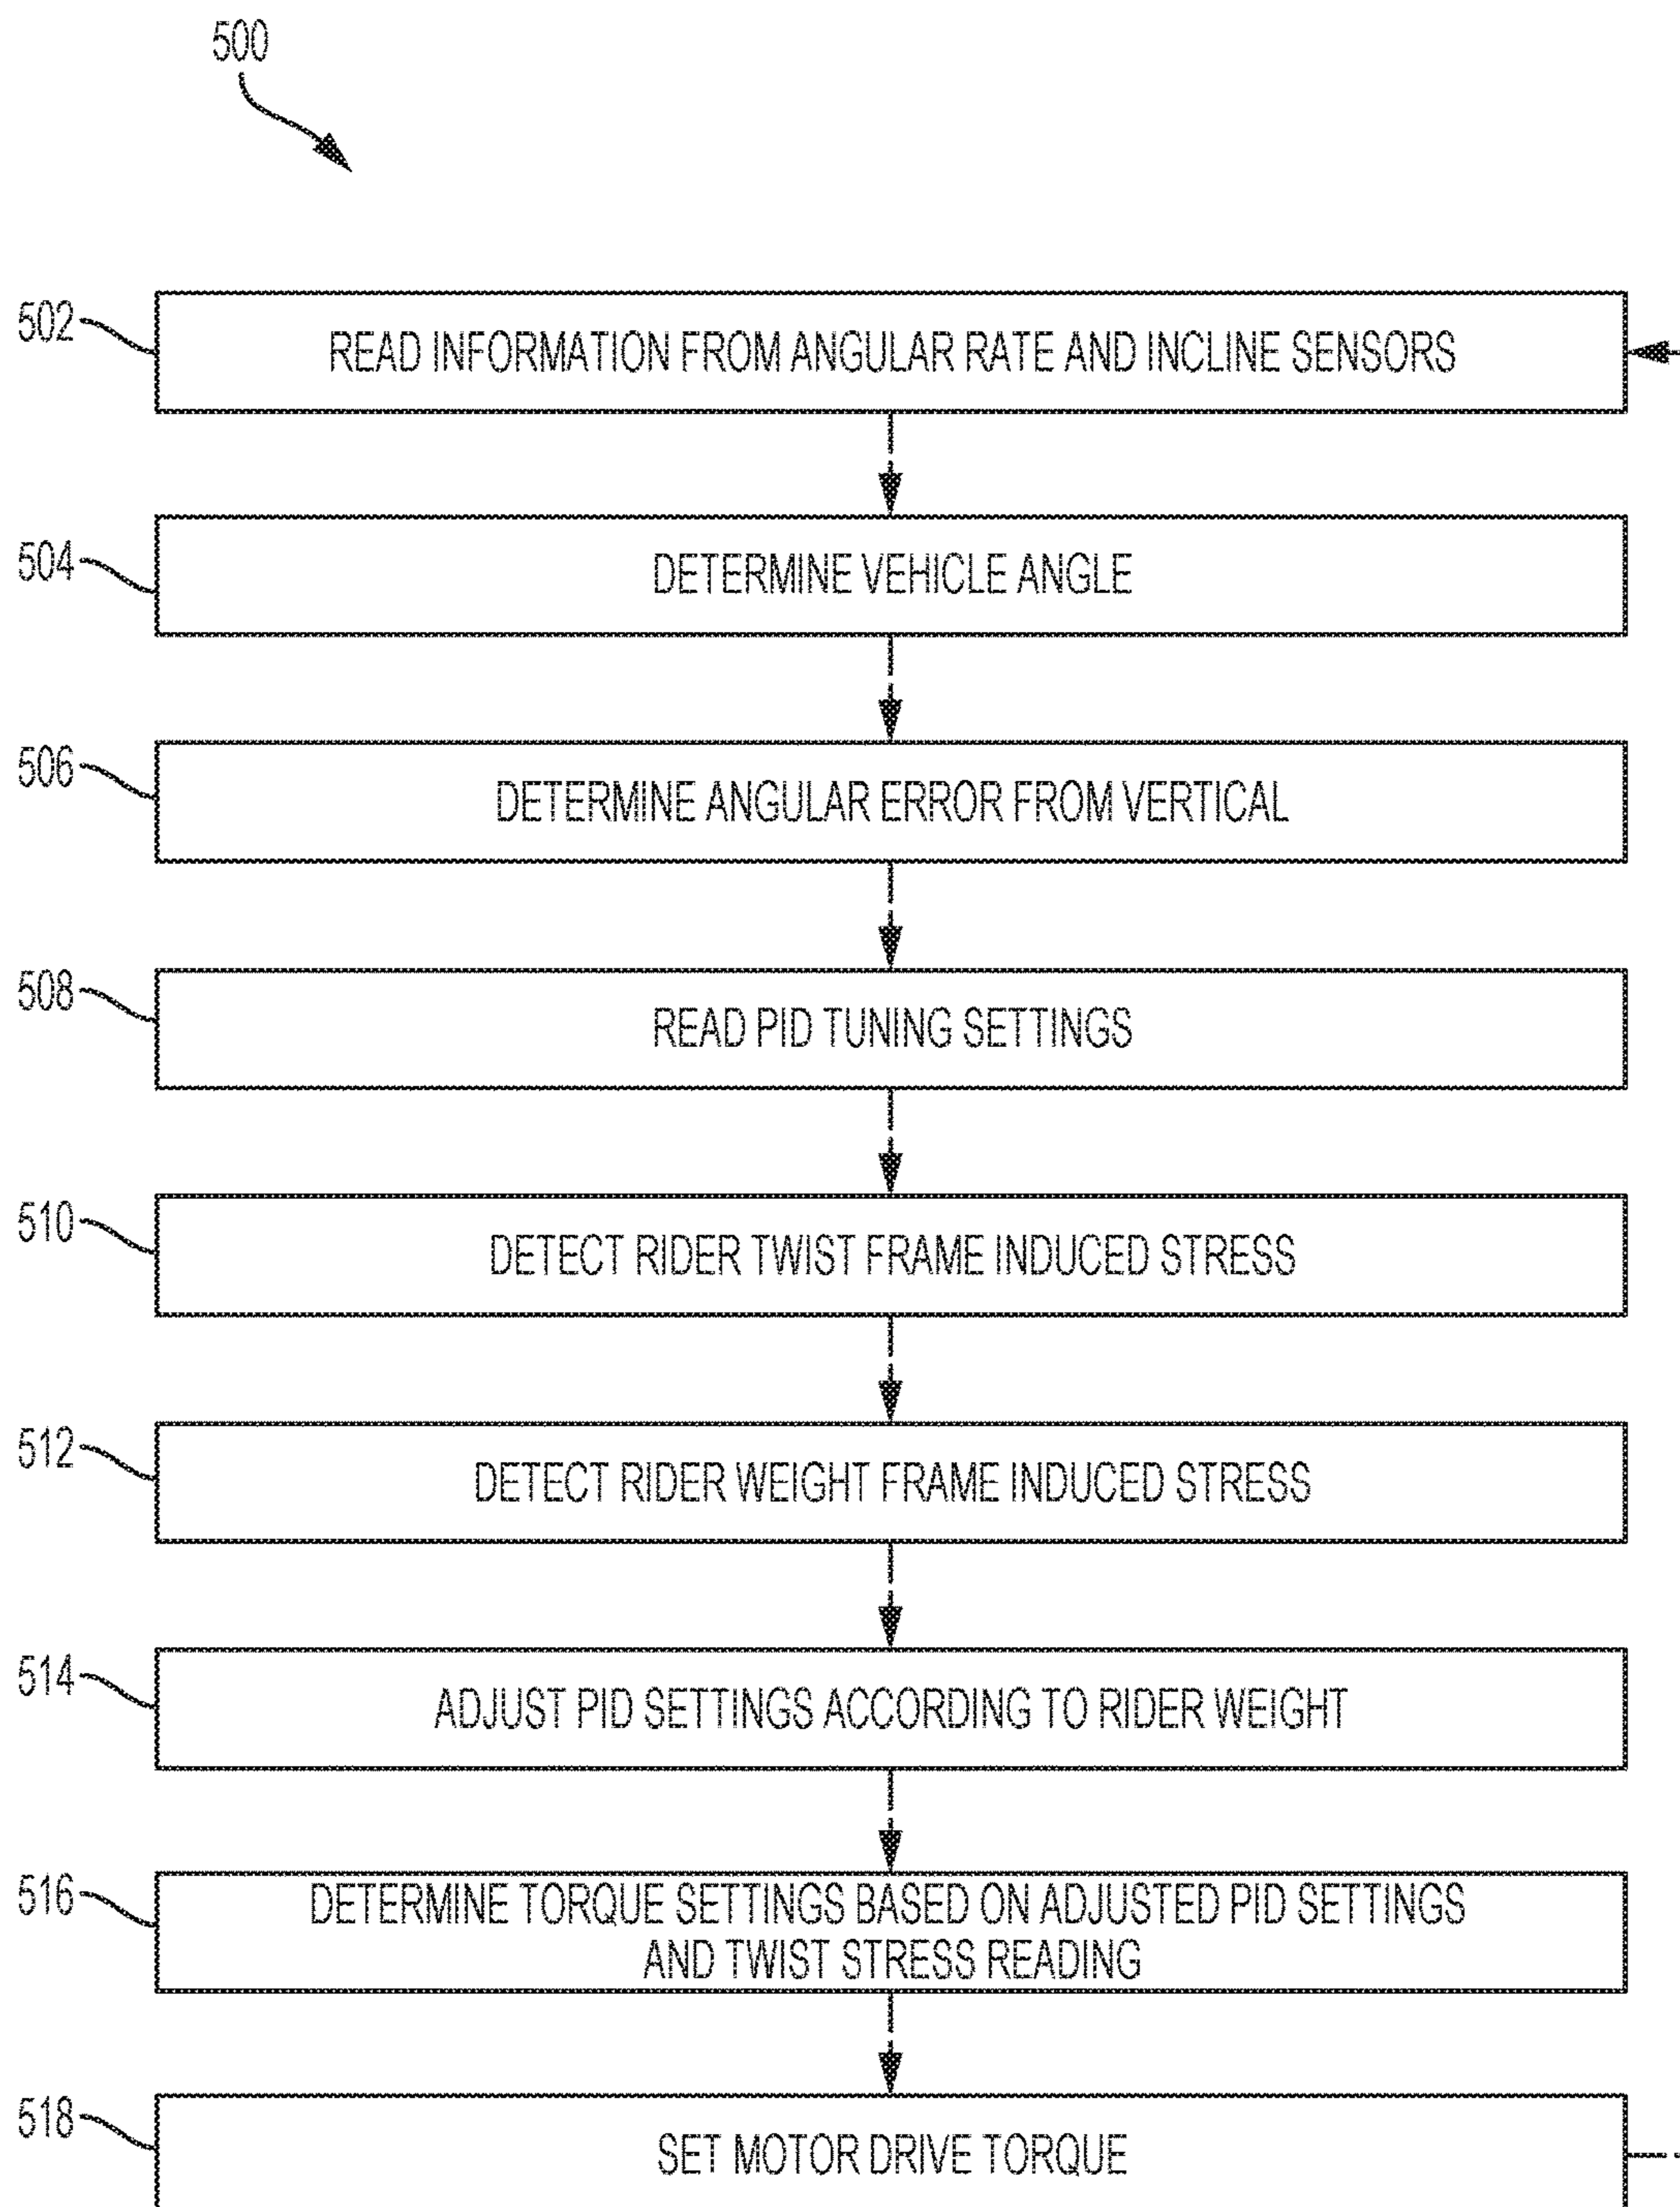 500
502
READ INFORMATION FROM ANGULAR RATE AND INCLINE SENSORS
504
DETERMINE VEHICLE ANGLE
506
DETERMINE ANGULAR ERROR FROM VERTICAL
508
READ PID TUNING SETTINGS
510
DETECT RIDER TWIST FRAME INDUCED STRESS
512
DETECT RIDER WEIGHT FRAME INDUCED STRESS
514
ADJUST PID SETTINGS ACCORDING TO RIDER WEIGHT
516
DETERMINE TORQUE SETTINGS BASED ON ADJUSTED PID SETTINGS
AND TWIST STRESS READING
518
SET MOTOR DRIVE TORQUE